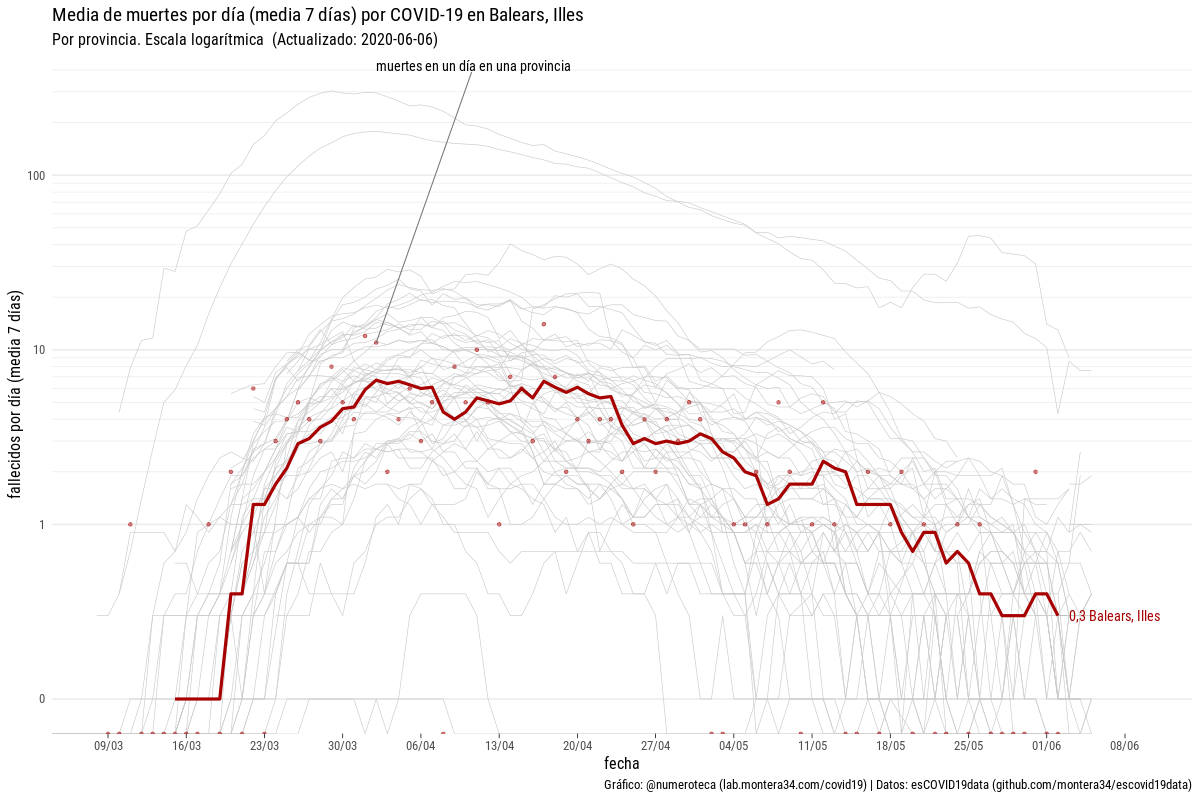 Media de muertes por día (media 7 días) por COVID-19 en Balears, Illes
Por provincia. Escala logarítmica (Actualizado: 2020-06-06)
muertes en un día en una provincia
fallecidos por día (media 7 días)
100
10
1
0
0,3 Balears, Illes
09/03 16/03 23/03 30/03 06/04 13/04 20/04 27/04 04/05 11/05 18/05 25/05 01/06 08/06
fecha
Gráfico: @numeroteca (lab.montera34.com/covid19) | Datos: esCOVID19data (github.com/montera34/escovid19data)